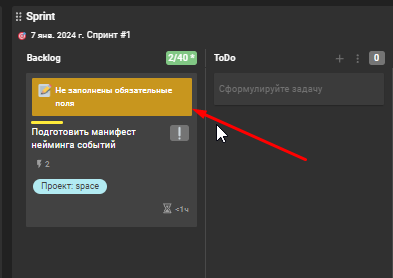 Sprint
7 янв. 2024 г. Спринт #1
Backlog 2/40 * ToDo 0
Не заполнены обязательные
поля
Сформулируйте задачу
Подготовить манифест
нейминга событий
2
Проект: space
<1ч